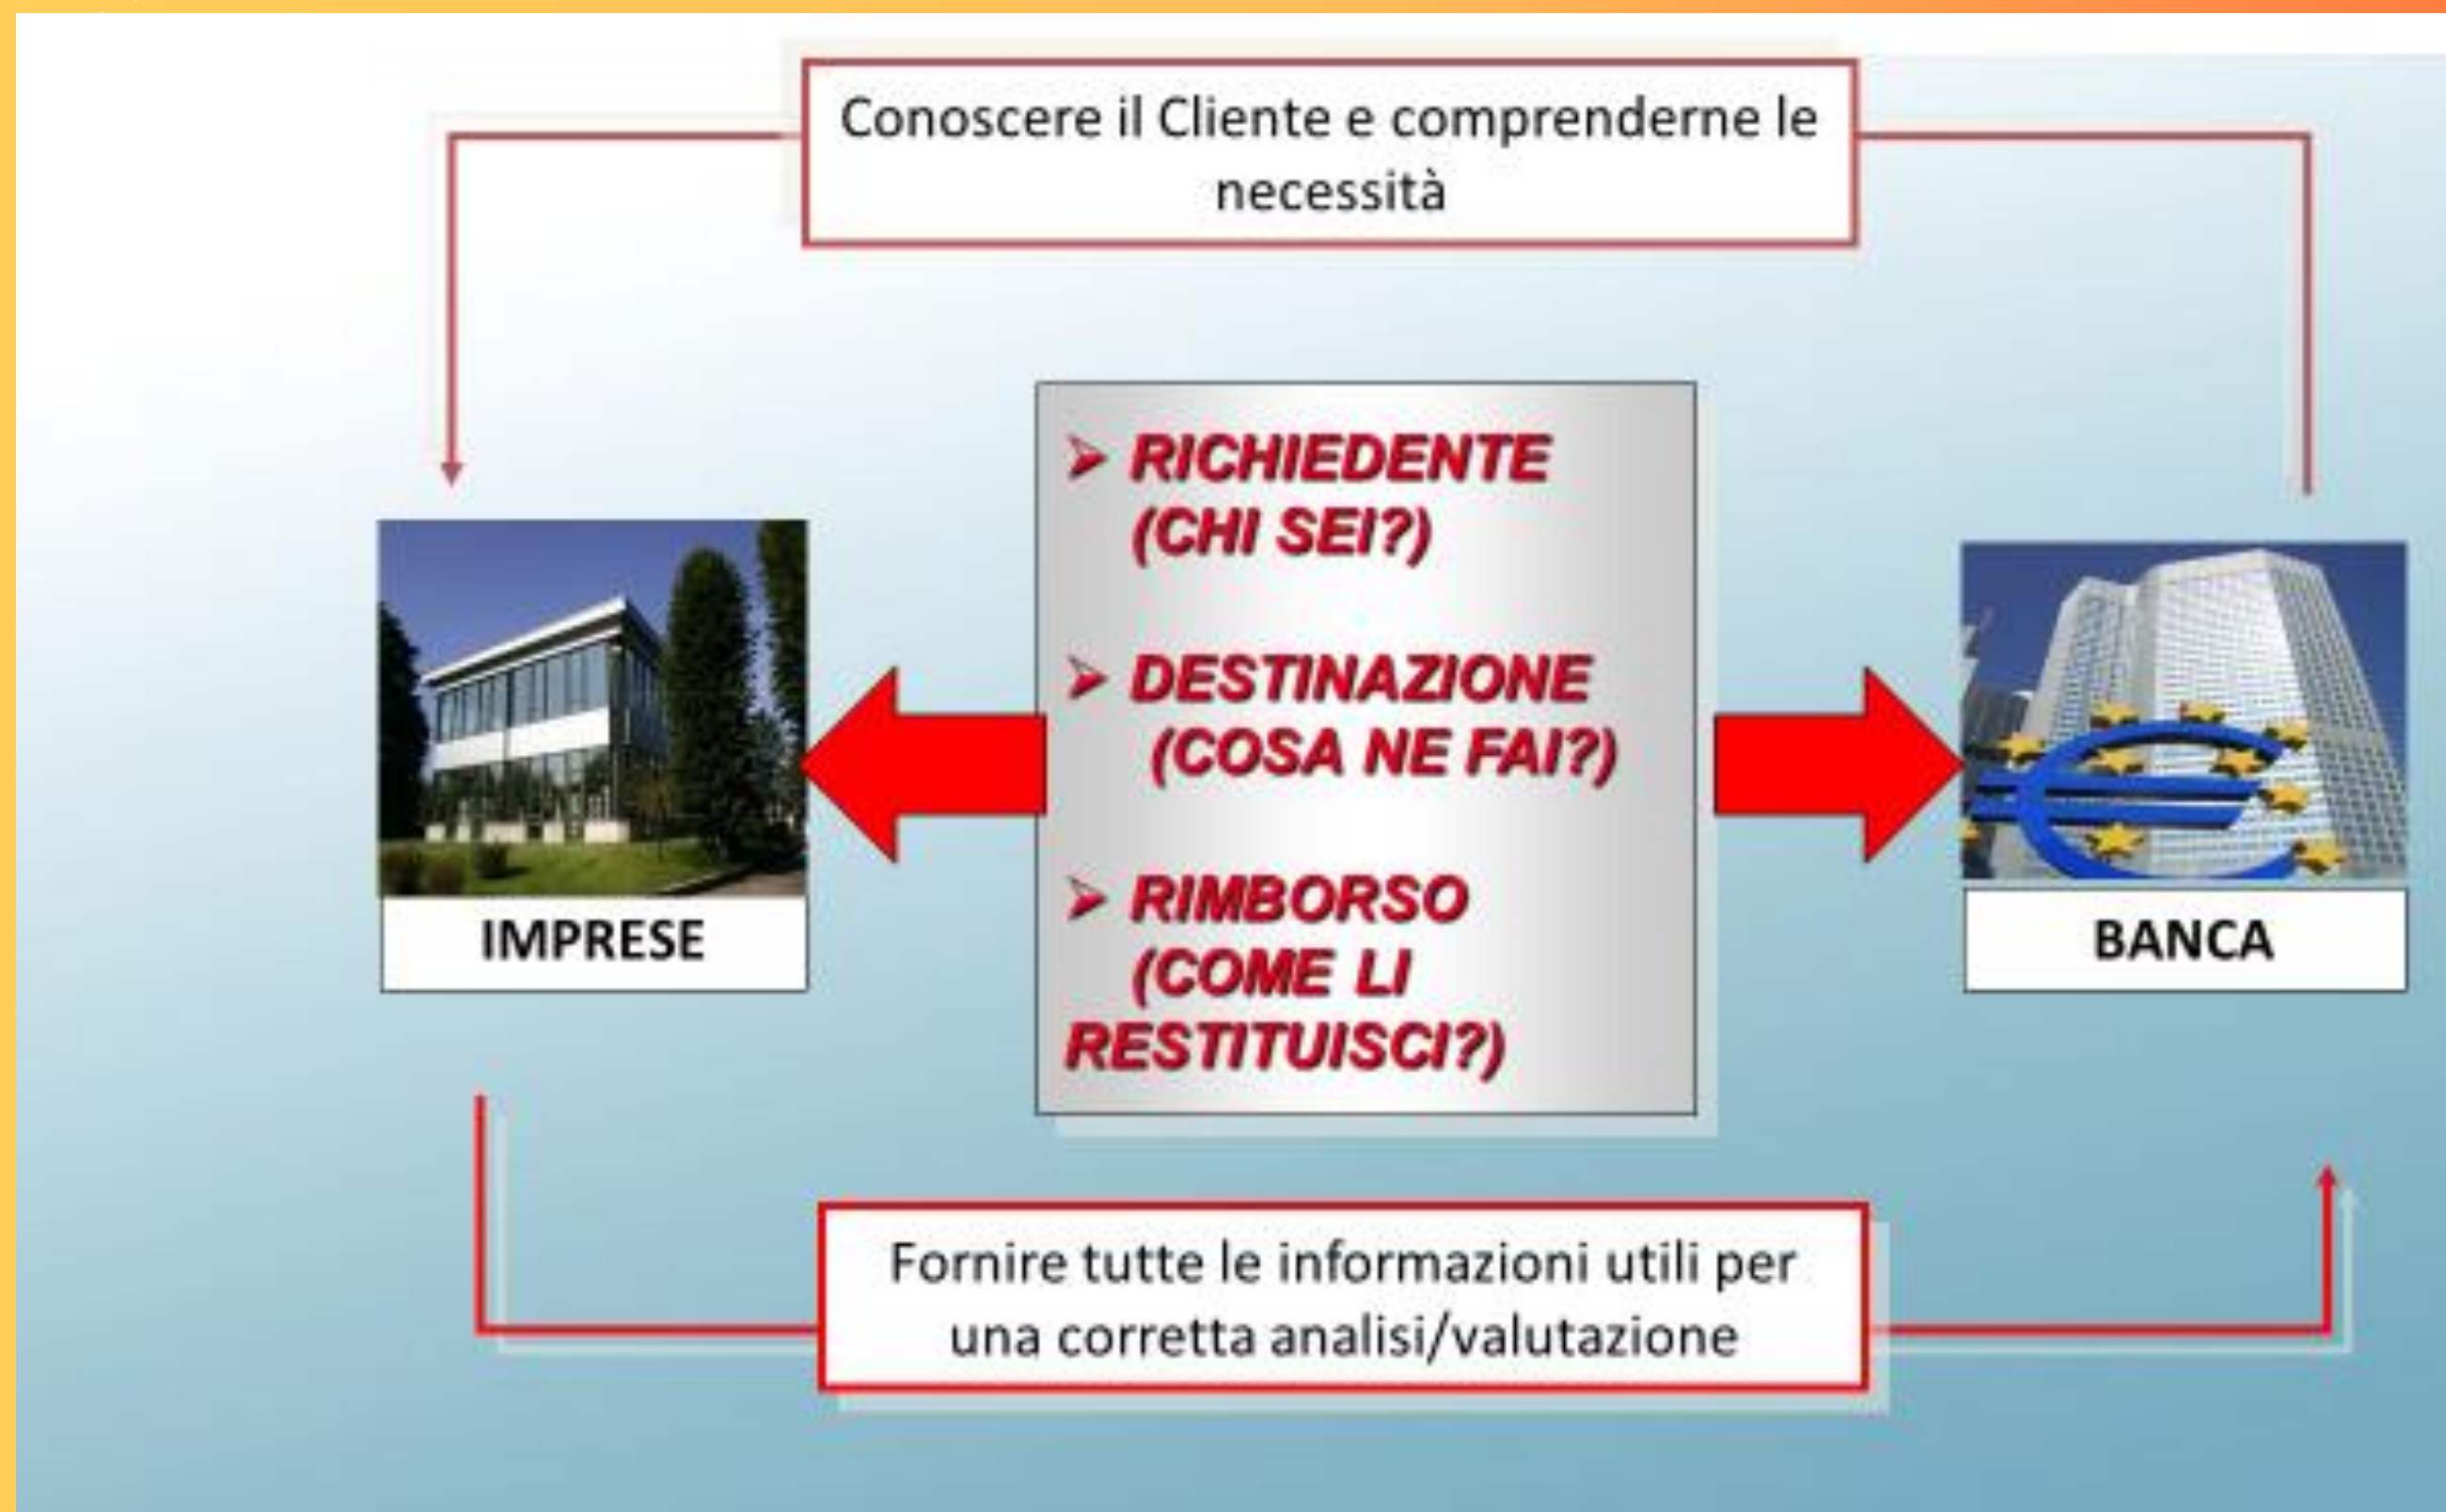 Conoscere il Cliente e comprenderne le
necessità
➢ RICHIEDENTE
(CHI SEI?)
➢ DESTINAZIONE
(COSA NE FAI?)
➢ RIMBORSO
(COME LI
RESTITUISCI?)
IMPRESE
BANCA
Fornire tutte le informazioni utili per
una corretta analisi/valutazione